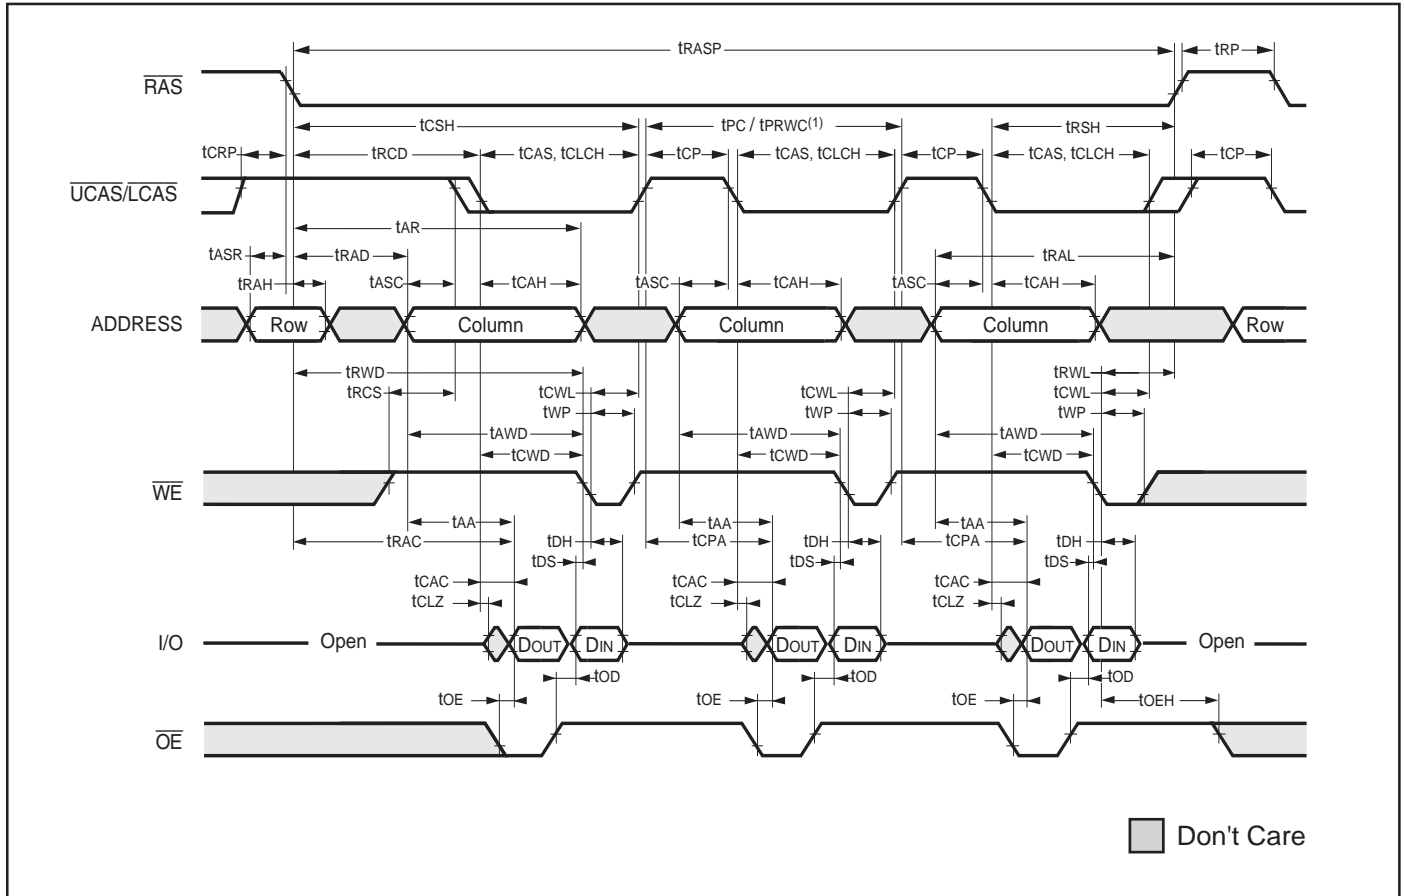 tRASP tRP
RAS
tCSH tPC / tPRWC(1) tRSH
tCRP tRCD tCAS, tCLCH tCP tCAS, tCLCH tCP tCAS, tCLCH tCP
UCAS/LCAS
tAR
tASR tRAD tRAL
tRAH tASC tCAH tASC tCAH tASC tCAH
ADDRESS Row Column Column Column Row
tRWD tRWL
tRCS tCWL tCWL tCWL
tWP tWP tWP
tAWD tAWD tAWD
tCWD tCWD tCWD
WE
tAA tAA tAA
tRAC tDH tCPA tDH tCPA tDH
tDS tDS tDS
tCAC tCAC tCAC
tCLZ tCLZ tCLZ
I/O Open DOUT DIN DOUT DIN DOUT DIN Open
tOD tOD tOD
tOE tOE tOE tOEH
OE
Don't Care